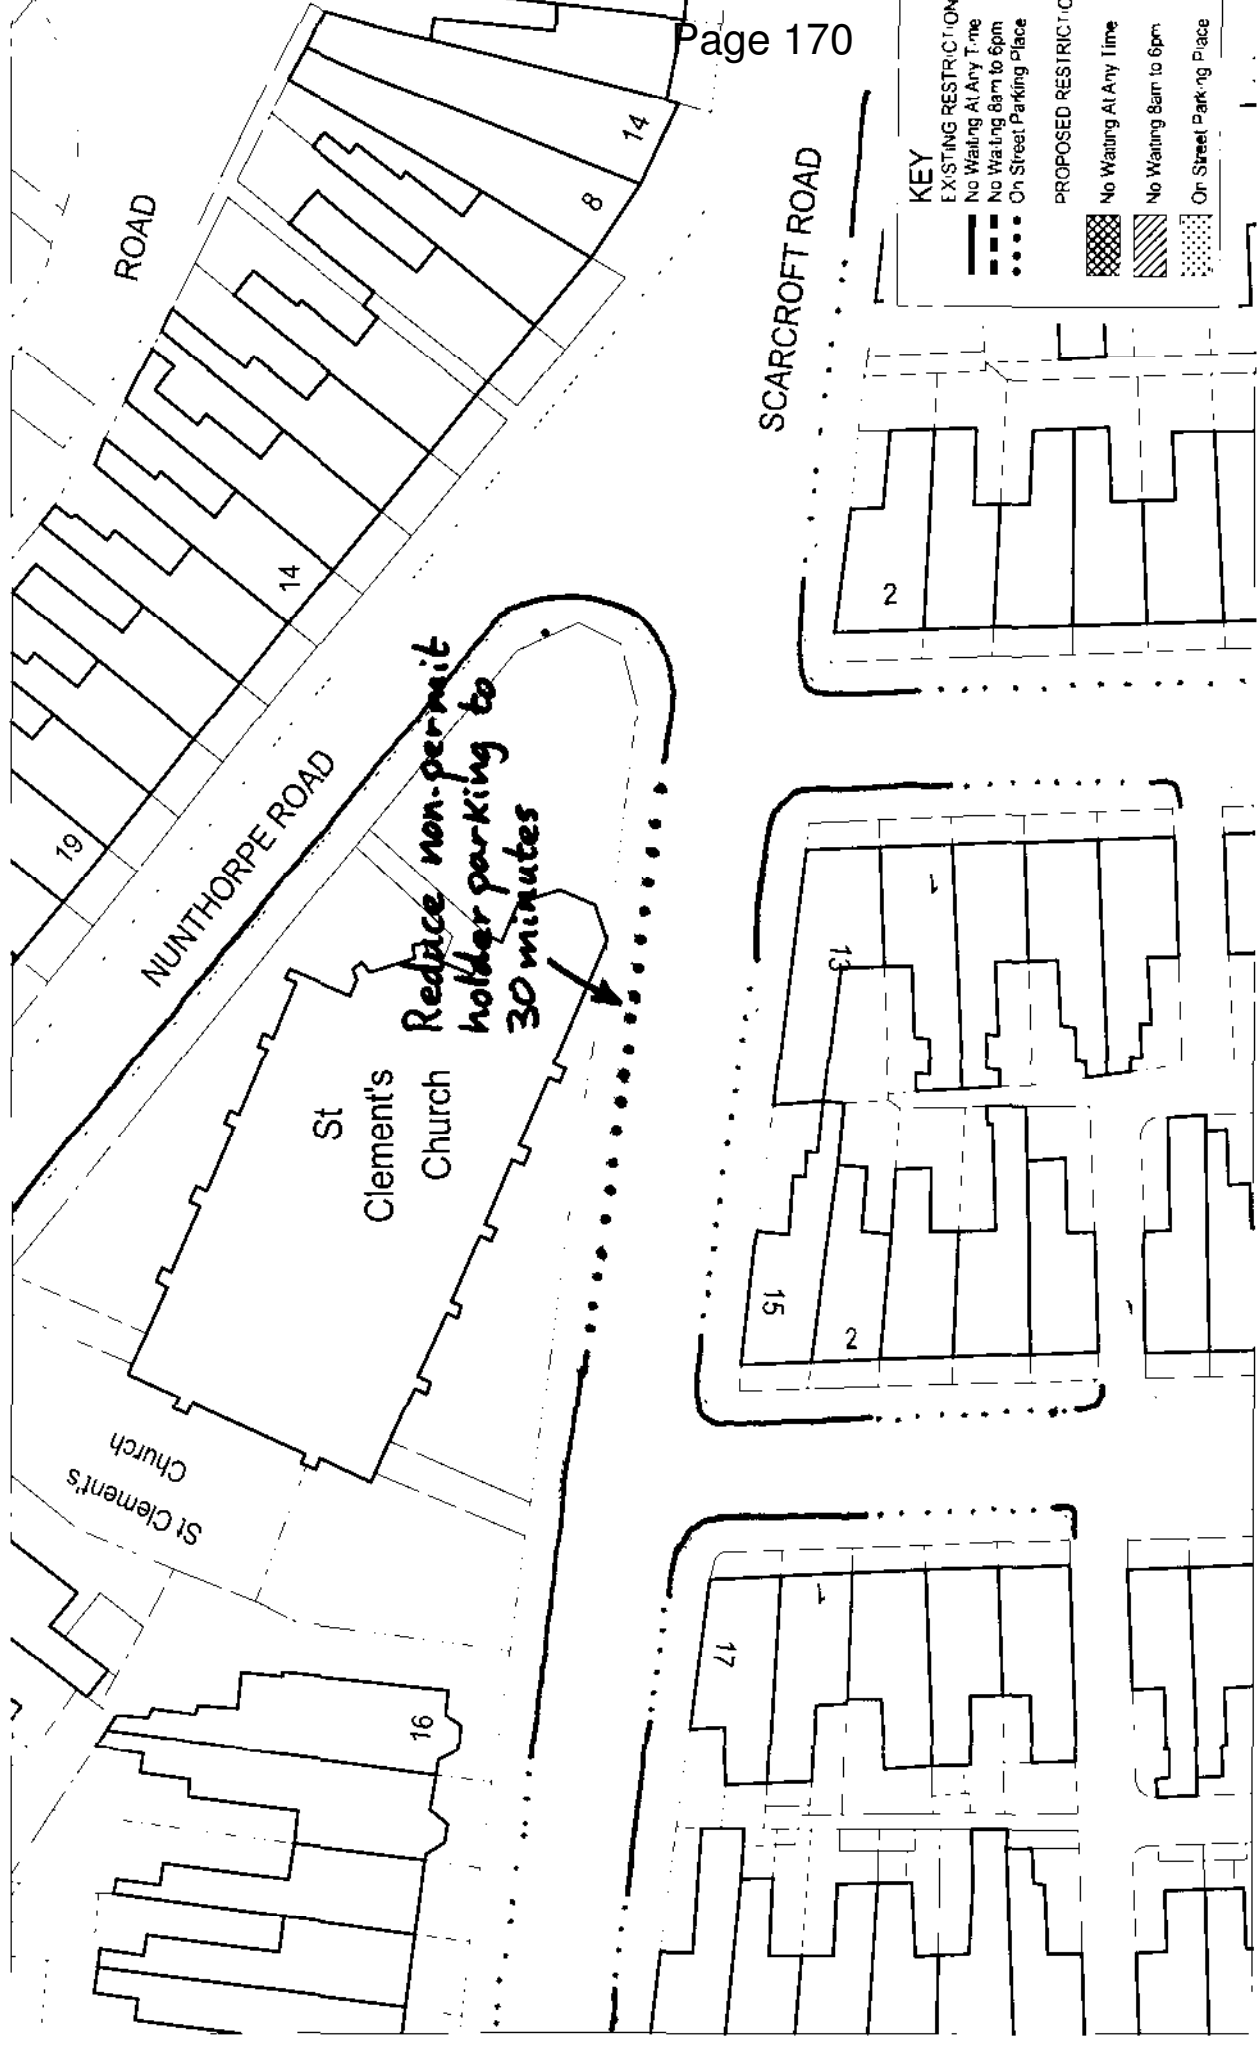 Page 170
KEY
EXISTING RESTRICTION
No Waiting At Any Time
No Waiting 8am to 6pm
On Street Parking Place
PROPOSED RESTRICTIO
No Waiting At Any Time
No Waiting 8am to 6pm
On Street Parking Place
ROAD
SCARCROFT ROAD
NUNTHORPE ROAD
14
8
14
19
2
Reduce non-permit
holder parking to
30 minutes
St
Clement's
Church
St Clement's
Church
1
13
15
2
1
17
16